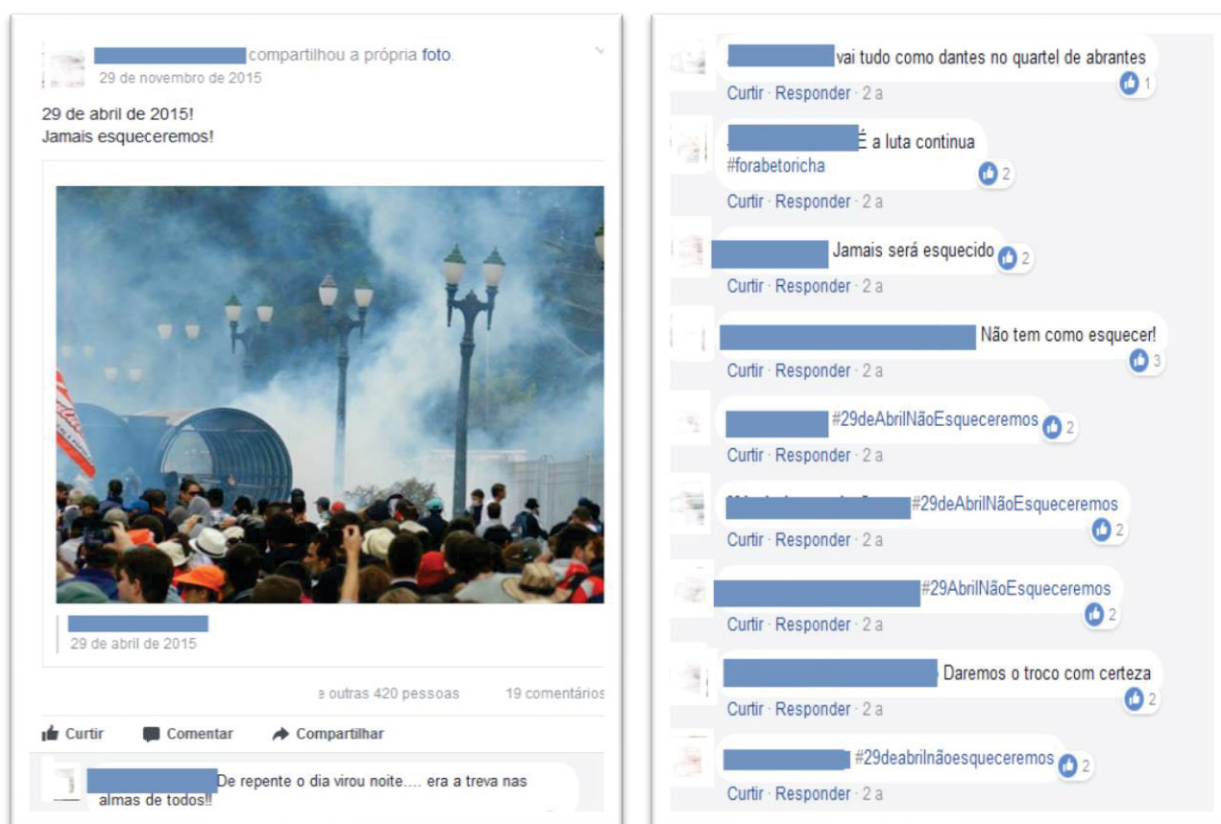 compartilhou a própria foto.
29 de novembro de 2015
29 de abril de 2015!
Jamais esqueceremos!
29 de abril de 2015
e outras 420 pessoas 19 comentários
Curtir Comentar Compartilhar
De repente o dia virou noite.... era a treva nas
almas de todos!!
vai tudo como dantes no quartel de abrantes
1
Curtir · Responder · 2 a
É a luta continua
#forabetoricha
2
Curtir · Responder · 2 a
Jamais será esquecido 2
Curtir · Responder · 2 a
Não tem como esquecer!
3
Curtir · Responder · 2 a
#29deAbrilNãoEsqueceremos 2
Curtir · Responder · 2 a
#29deAbrilNãoEsqueceremos
2
Curtir · Responder · 2 a
#29AbrilNãoEsqueceremos
2
Curtir · Responder · 2 a
Daremos o troco com certeza
2
Curtir · Responder · 2 a
#29deabrilnãoesqueceremos 2
Curtir · Responder · 2 a